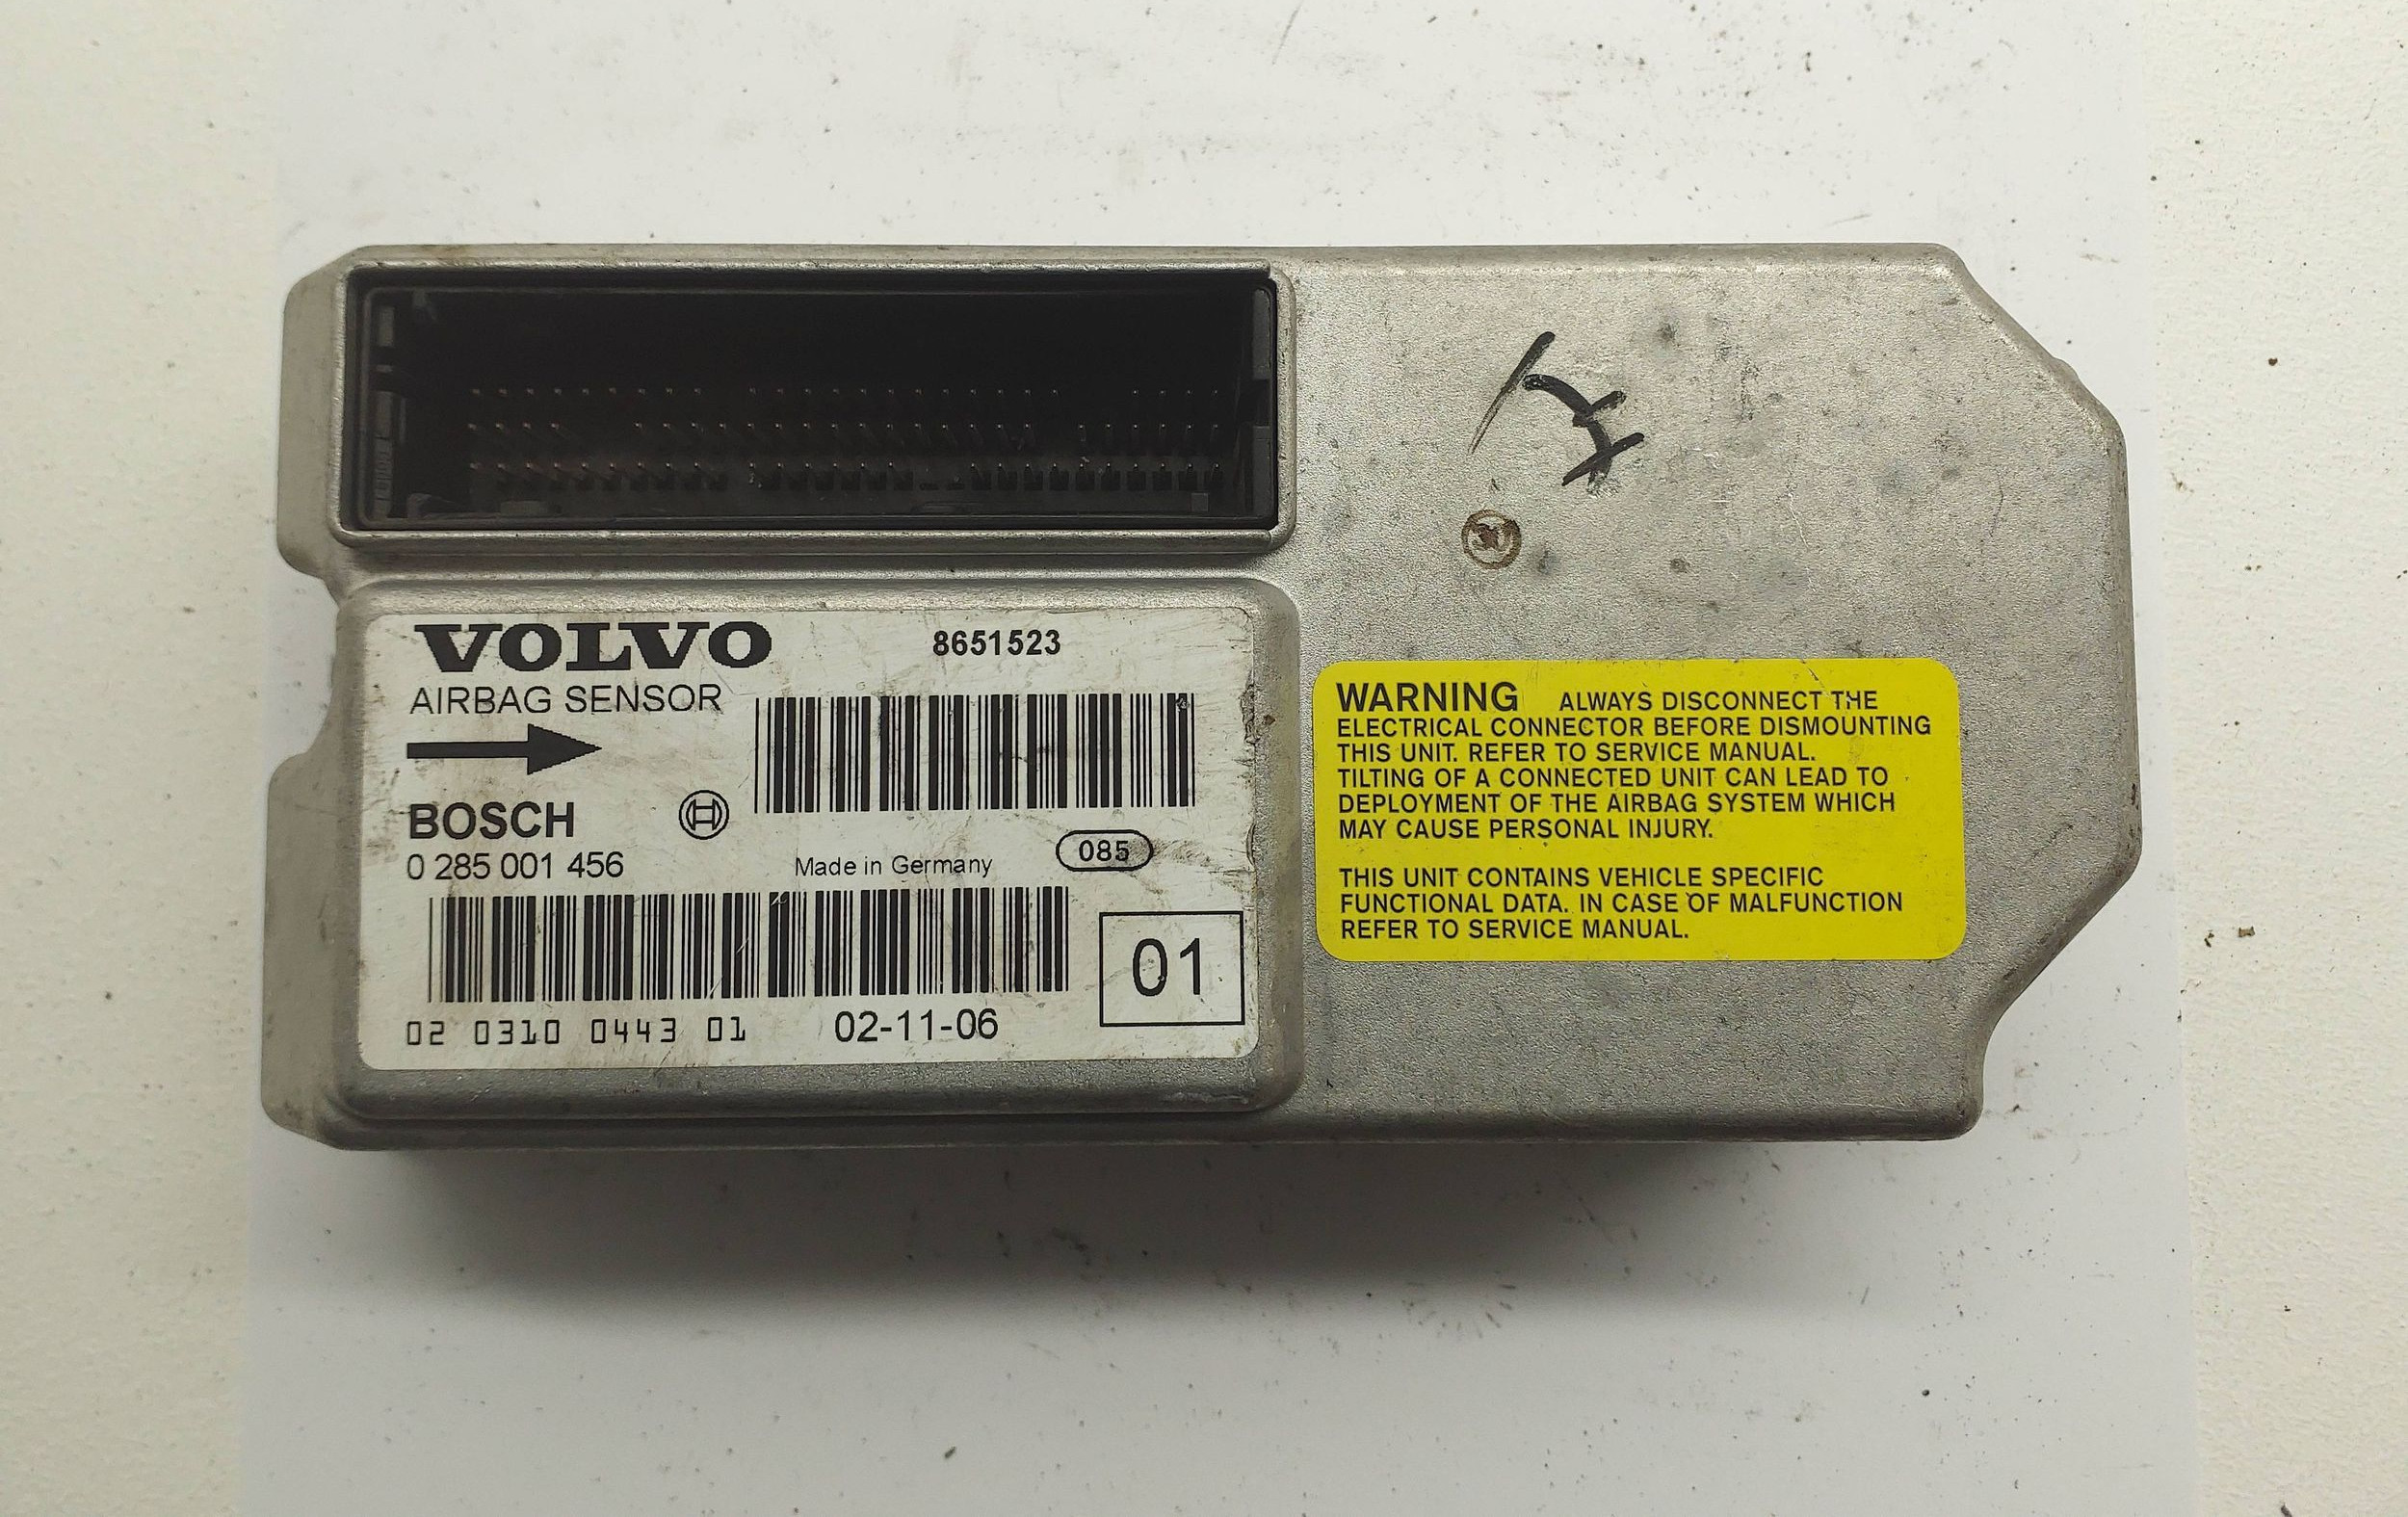 VOLVO
8651523
AIRBAG SENSOR
BOSCH
0 285 001 456
Made in Germany
085
02 0310 0443 01
02-11-06
01
WARNING ALWAYS DISCONNECT THE
ELECTRICAL CONNECTOR BEFORE DISMOUNTING
THIS UNIT. REFER TO SERVICE MANUAL.
TILTING OF A CONNECTED UNIT CAN LEAD TO
DEPLOYMENT OF THE AIRBAG SYSTEM WHICH
MAY CAUSE PERSONAL INJURY.
THIS UNIT CONTAINS VEHICLE SPECIFIC
FUNCTIONAL DATA. IN CASE OF MALFUNCTION
REFER TO SERVICE MANUAL.